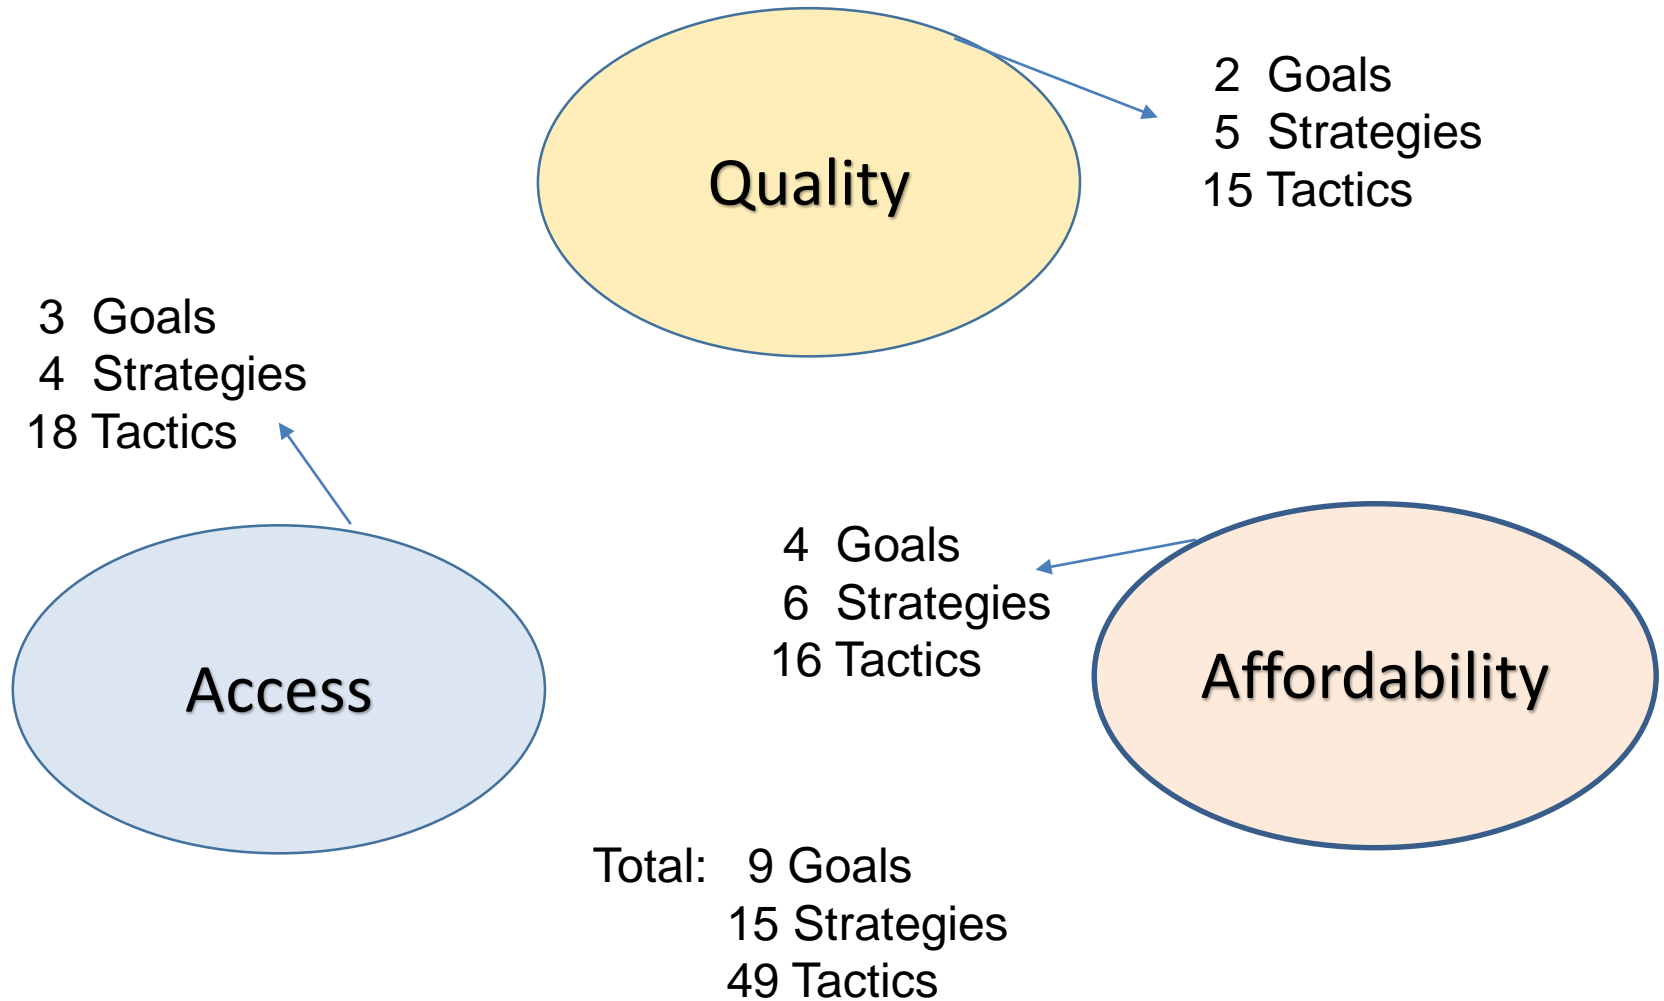 Quality
2 Goals
5 Strategies
15 Tactics
3 Goals
4 Strategies
18 Tactics
Access
4 Goals
6 Strategies
16 Tactics
Affordability
Total: 9 Goals
15 Strategies
49 Tactics